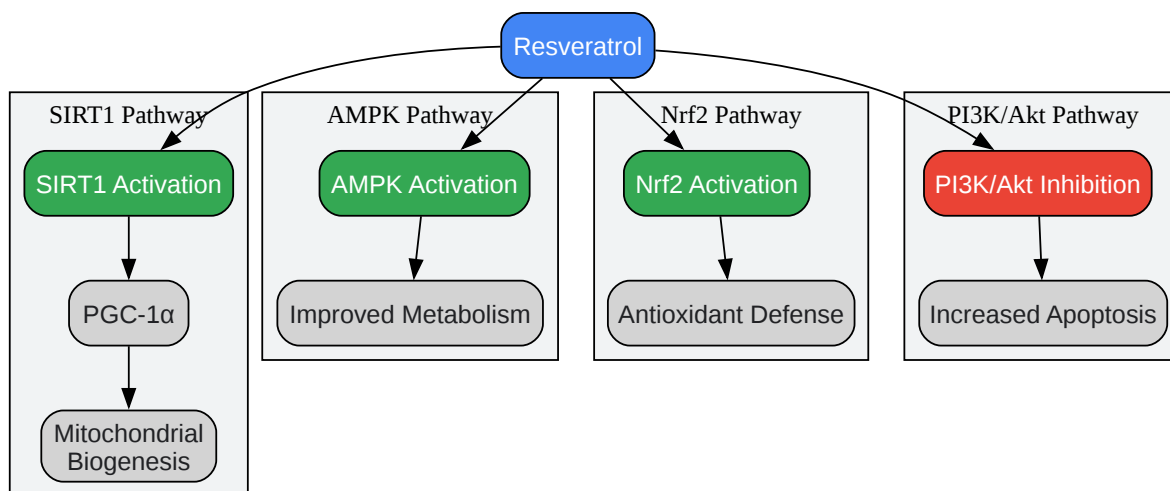 Resveratrol
SIRT1 Pathway
AMPK Pathway
Nrf2 Pathway
PI3K/Akt Pathway
SIRT1 Activation
AMPK Activation
Nrf2 Activation
PI3K/Akt Inhibition
PGC-1α
Improved Metabolism
Antioxidant Defense
Increased Apoptosis
Mitochondrial
Biogenesis